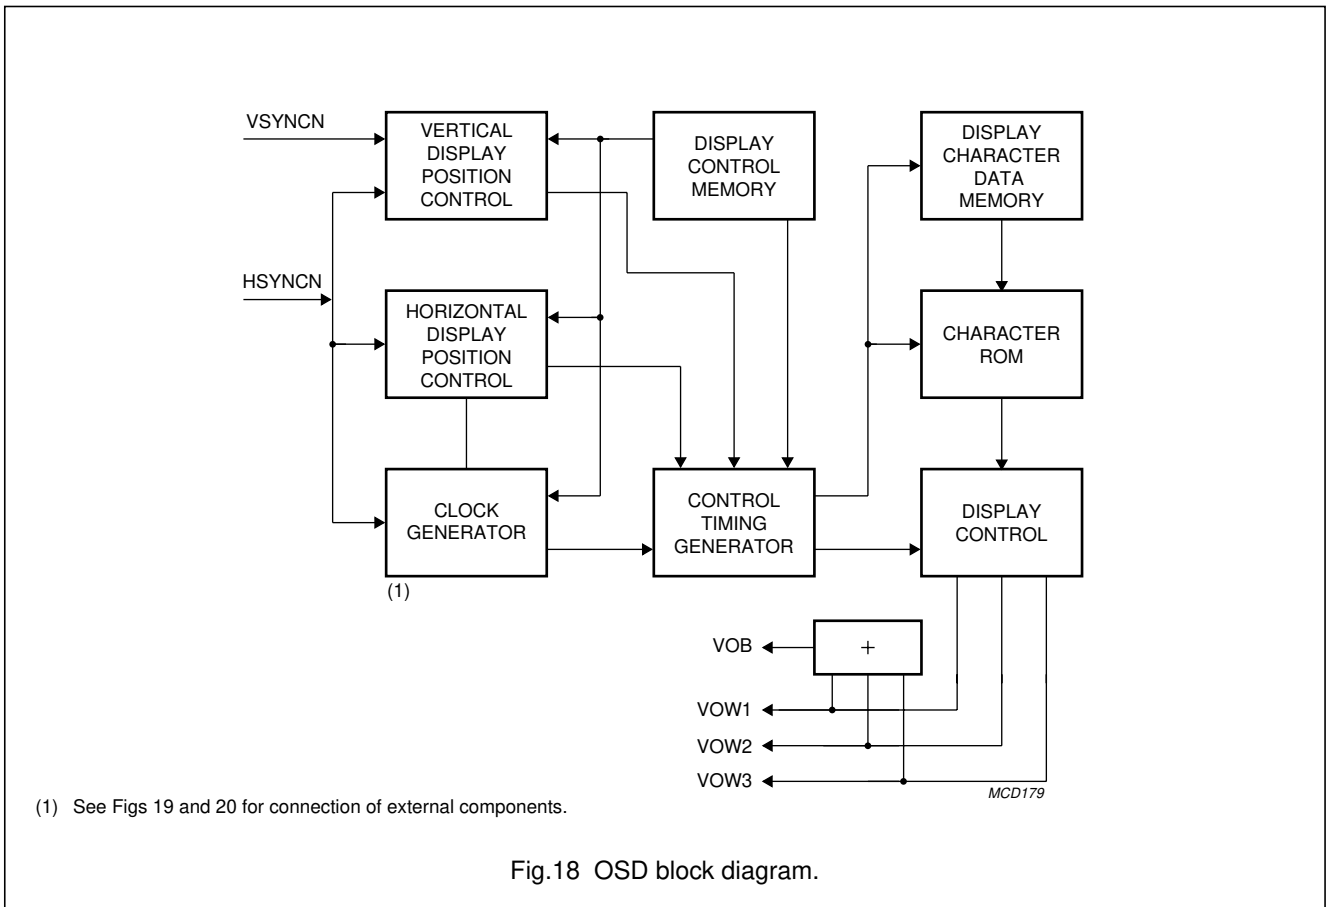 VSYNCN
VERTICAL
DISPLAY
POSITION
CONTROL
DISPLAY
CONTROL
MEMORY
DISPLAY
CHARACTER
DATA
MEMORY
HSYNCN
HORIZONTAL
DISPLAY
POSITION
CONTROL
CHARACTER
ROM
CLOCK
GENERATOR
(1)
CONTROL
TIMING
GENERATOR
DISPLAY
CONTROL
VOB
+
VOW1
VOW2
VOW3
MCD179
(1) See Figs 19 and 20 for connection of external components.
Fig.18 OSD block diagram.